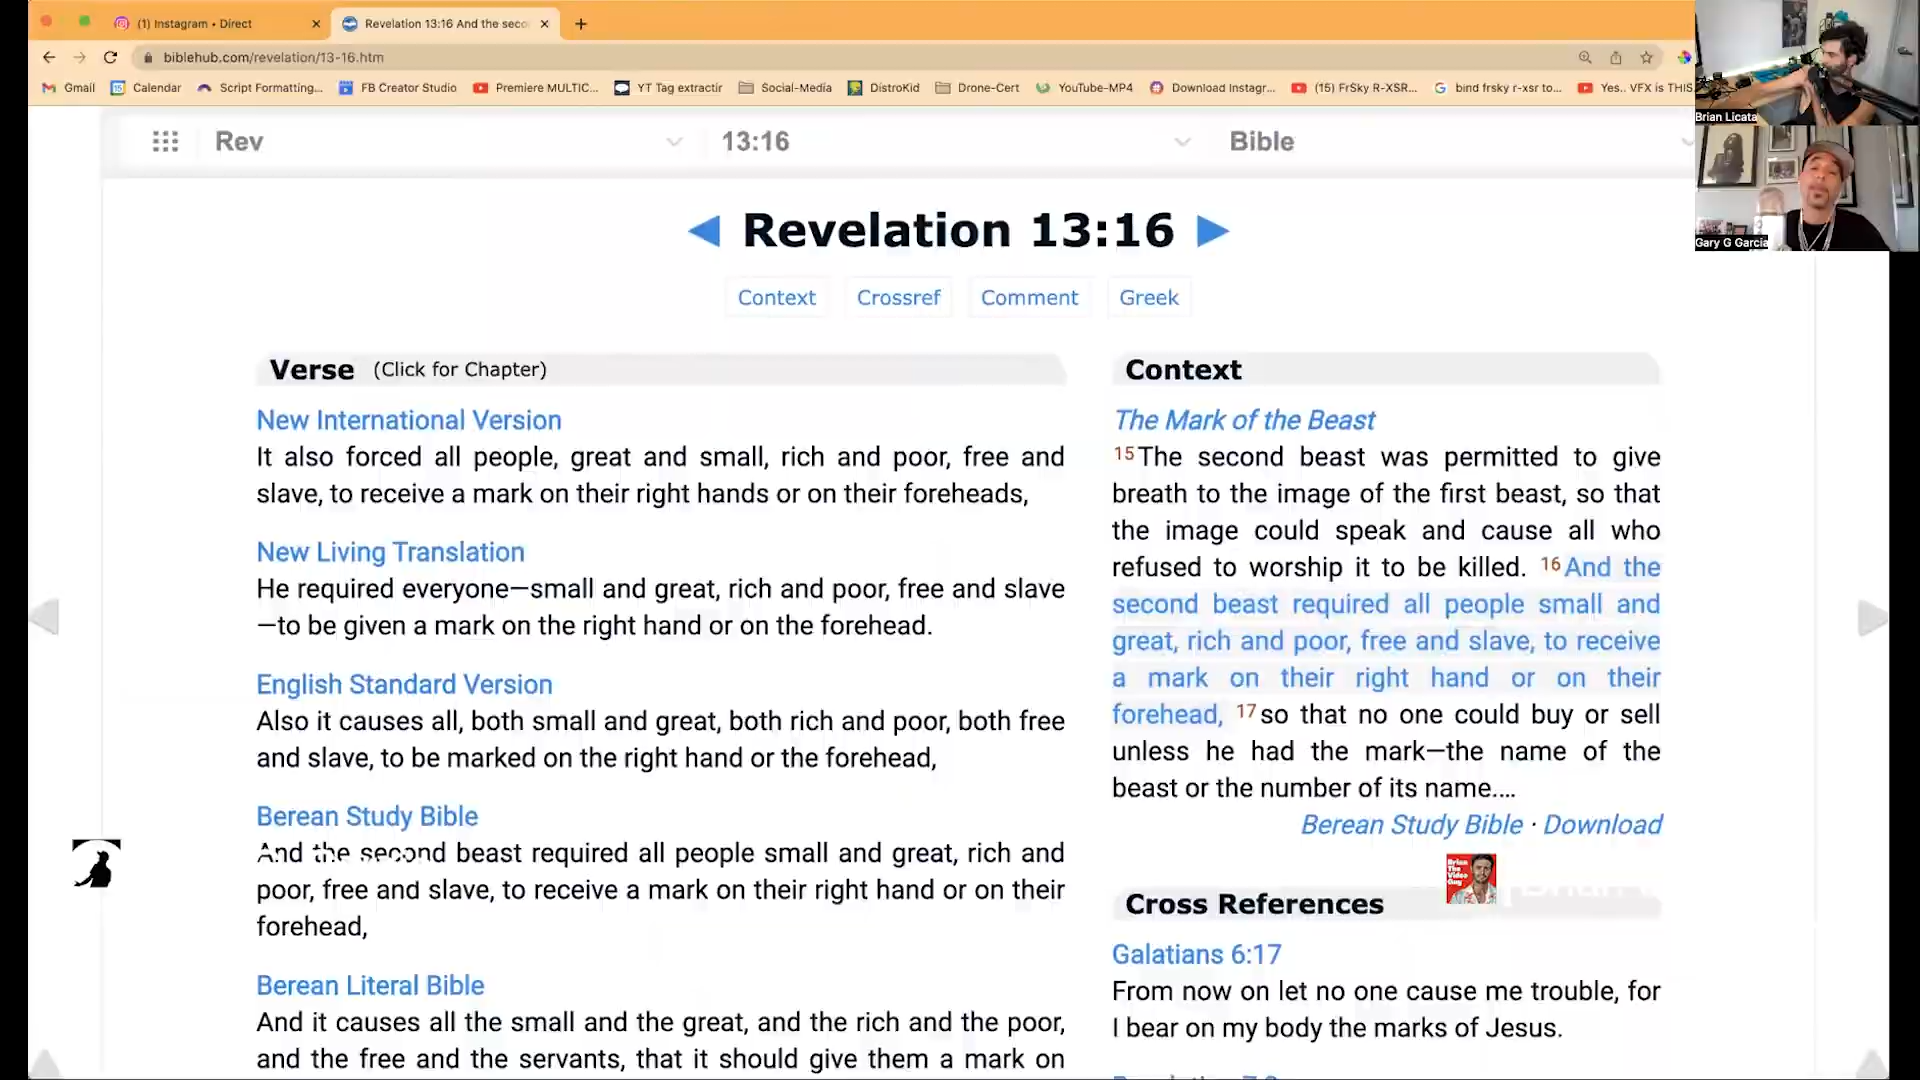 (1) Instagram • Direct
Revelation 13:16 And the seco
biblehub.com/revelation/13-16.htm
Gmail
Calendar
Script Formatting...
FB Creator Studio
Premiere MULTIC...
YT Tag extractir
Social-Media
DistroKid
Drone-Cert
YouTube-MP4
Download Instagr...
(15) FrSky R-XSR...
bind frsky r-xsr to...
Yes.. VFX is THIS
Brian Licata
Gary G Garcia
Rev
13:16
Bible
Revelation 13:16
Context
Crossref
Comment
Greek
Verse (Click for Chapter)
New International Version
It also forced all people, great and small, rich and poor, free and
slave, to receive a mark on their right hands or on their foreheads,
New Living Translation
He required everyone—small and great, rich and poor, free and slave
—to be given a mark on the right hand or on the forehead.
English Standard Version
Also it causes all, both small and great, both rich and poor, both free
and slave, to be marked on the right hand or the forehead,
Berean Study Bible
And the second beast required all people small and great, rich and
poor, free and slave, to receive a mark on their right hand or on their
forehead,
Berean Literal Bible
And it causes all the small and the great, and the rich and the poor,
and the free and the servants, that it should give them a mark on
Context
The Mark of the Beast
15The second beast was permitted to give
breath to the image of the first beast, so that
the image could speak and cause all who
refused to worship it to be killed. 16And the
second beast required all people small and
great, rich and poor, free and slave, to receive
a mark on their right hand or on their
forehead, 17so that no one could buy or sell
unless he had the mark—the name of the
beast or the number of its name....
Berean Study Bible · Download
Brian
The
Video
Guy
Cross References
Galatians 6:17
From now on let no one cause me trouble, for
I bear on my body the marks of Jesus.